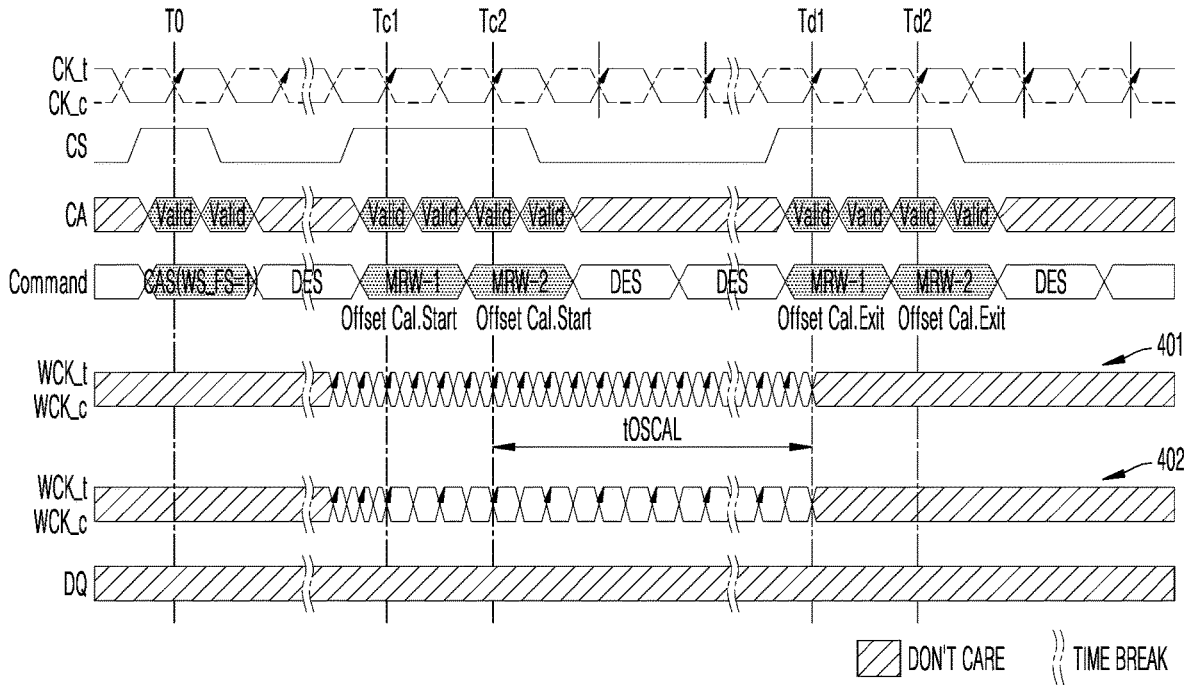 T0 Tc1 Tc2 Td1 Td2
CK_t
CK_c
CS
CA Valid Valid Valid Valid Valid Valid Valid Valid Valid Valid
Command CAS(WS_FS=1) DES MRW-1 MRW-2 DES DES MRW-1 MRW-2 DES
Offset Cal.Start Offset Cal.Start Offset Cal.Exit Offset Cal.Exit
401
WCK_t
WCK_c
tOSCAL
402
WCK_t
WCK_c
DQ
DON'T CARE TIME BREAK